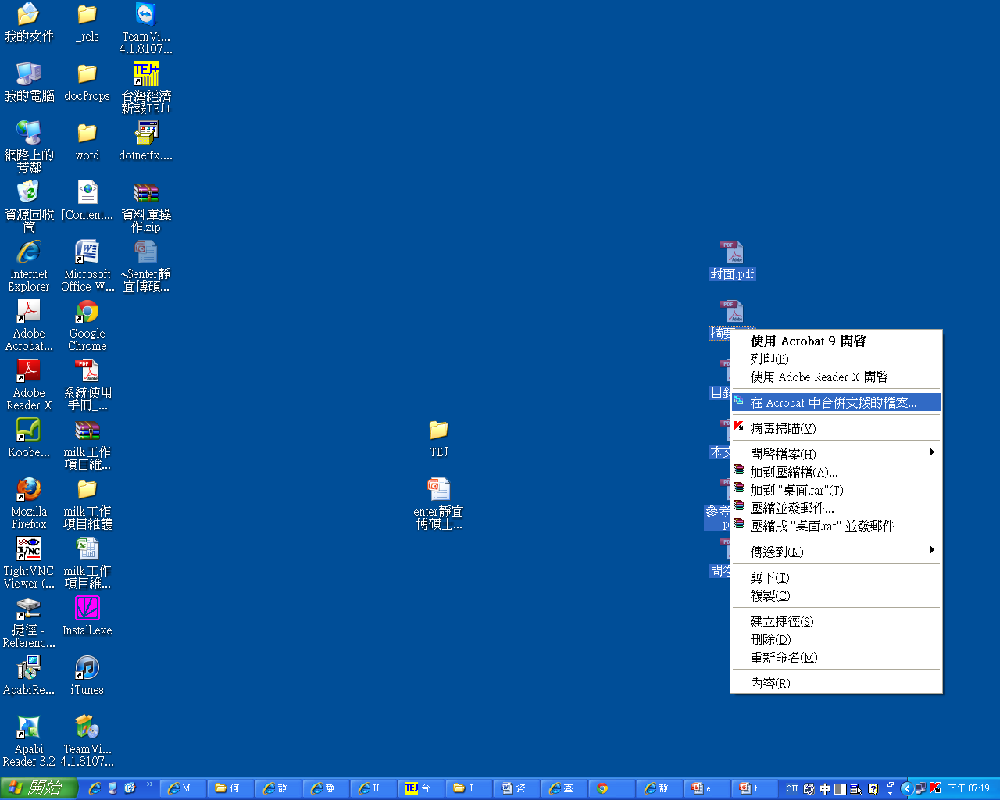 我的文件
_rels
TeamVi...
4.1.8107...
我的電腦
docProps
台灣經濟
新報TEJ+
網路上的
芳鄰
word
dotnetfx....
資源回收
筒
[Content...
資料庫操
作.zip
Internet
Explorer
Microsoft
Office W...
~$enter靜
宜博碩...
Adobe
Acrobat...
Google
Chrome
Adobe
Reader X
系統使用
手冊_...
Koobe...
milk工作
項目維...
Mozilla
Firefox
milk工作
項目維護
TightVNC
Viewer (...
milk工作
項目維...
捷徑 -
Referenc...
Install.exe
ApabiRe...
iTunes
Apabi
Reader 3.2
TeamVi...
4.1.8107...
TEJ
enter靜宜
博碩士...
封面.pdf
摘要
目錄
本文
參考
p
問卷
使用 Acrobat 9 開啓
列印(P)
使用 Adobe Reader X 開啓
在 Acrobat 中合併支援的檔案...
病毒掃瞄(V)
開啓檔案(H)
加到壓縮檔(A)...
加到 "桌面.rar"(T)
壓縮並發郵件...
壓縮成 "桌面.rar" 並發郵件
傳送到(N)
剪下(T)
複製(C)
建立捷徑(S)
刪除(D)
重新命名(M)
內容(R)
開始
M..
何..
靜..
靜..
H...
台..
T...
資..
臺..
...
靜..
e...
t...
CH
中
下午 07:19